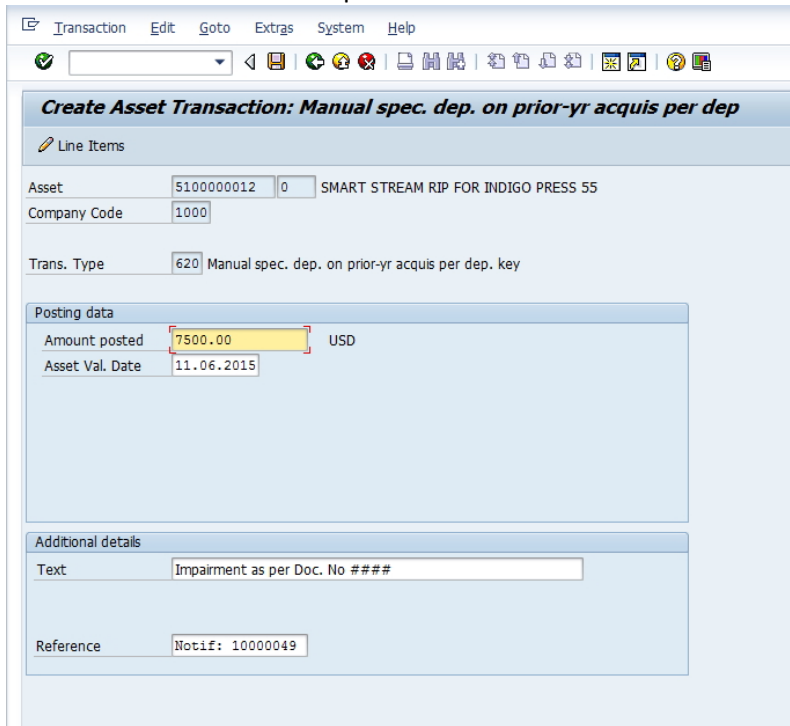 Transaction Edit Goto Extras System Help
Create Asset Transaction: Manual spec. dep. on prior-yr acquis per dep
Line Items
Asset 5100000012 0 SMART STREAM RIP FOR INDIGO PRESS 55
Company Code 1000
Trans. Type 620 Manual spec. dep. on prior-yr acquis per dep. key
Posting data
Amount posted 7500.00 USD
Asset Val. Date 11.06.2015
Additional details
Text Impairment as per Doc. No ####
Reference Notif: 10000049